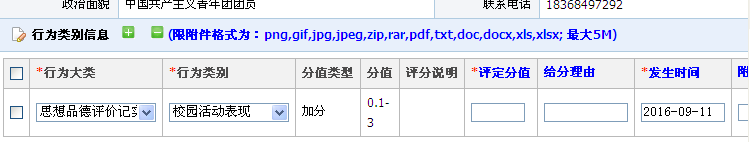 政治面貌 中国共产主义青年团团员 联系电话 18368497292
行为类别信息 (限附件格式为：png,gif,jpg,jpeg,zip,rar,pdf,txt,doc,docx,xls,xlsx; 最大5M)
*行为大类 *行为类别 分值类型 分值 评分说明 *评定分值 给分理由 *发生时间
思想品德评价记实 校园活动表现 加分 0.1-
3 2016-09-11